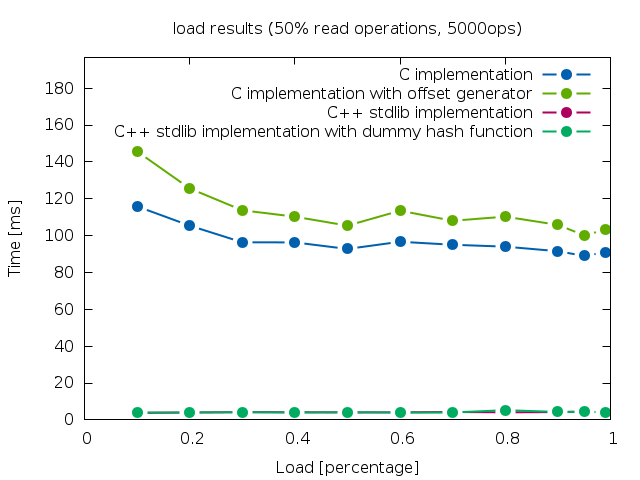 load results (50% read operations, 5000ops)
C implementation
C implementation with offset generator
C++ stdlib implementation
C++ stdlib implementation with dummy hash function
Time [ms]
180
160
140
120
100
80
60
40
20
0
0 0.2 0.4 0.6 0.8 1
Load [percentage]